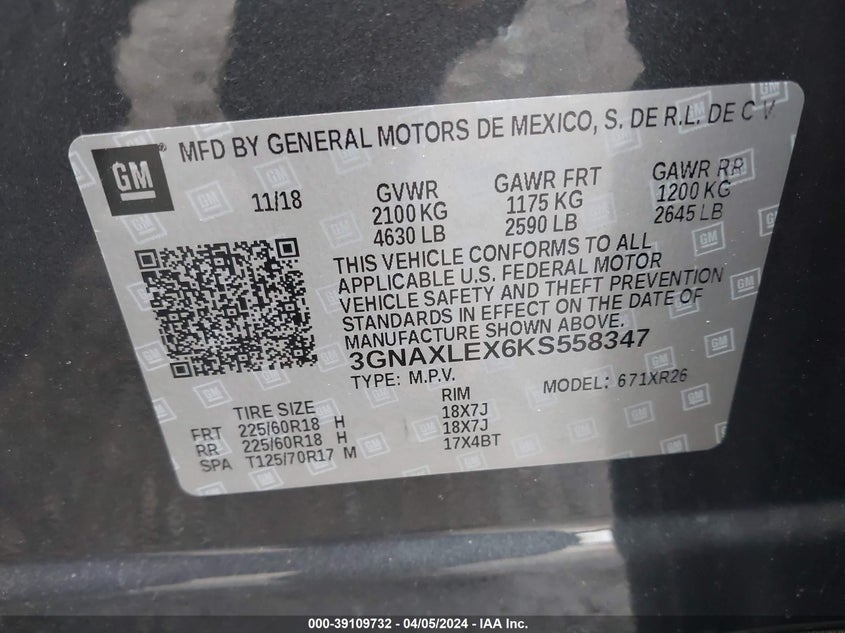 GM
MFD BY GENERAL MOTORS DE MEXICO, S. DE R.L. DE C V
11/18
GVWR
2100 KG
4630 LB
GAWR FRT
1175 KG
2590 LB
GAWR RR
1200 KG
2645 LB
THIS VEHICLE CONFORMS TO ALL
APPLICABLE U.S. FEDERAL MOTOR
VEHICLE SAFETY AND THEFT PREVENTION
STANDARDS IN EFFECT ON THE DATE OF
MANUFACTURE SHOWN ABOVE.
3GNAXLEX6KS558347
TYPE: M.P.V. MODEL: 671XR26
TIRE SIZE RIM
FRT 225/60R18 H 18X7J
RR 225/60R18 H 18X7J
SPA T125/70R17 M 17X4BT
000-39109732 - 04/05/2024 - IAA Inc.